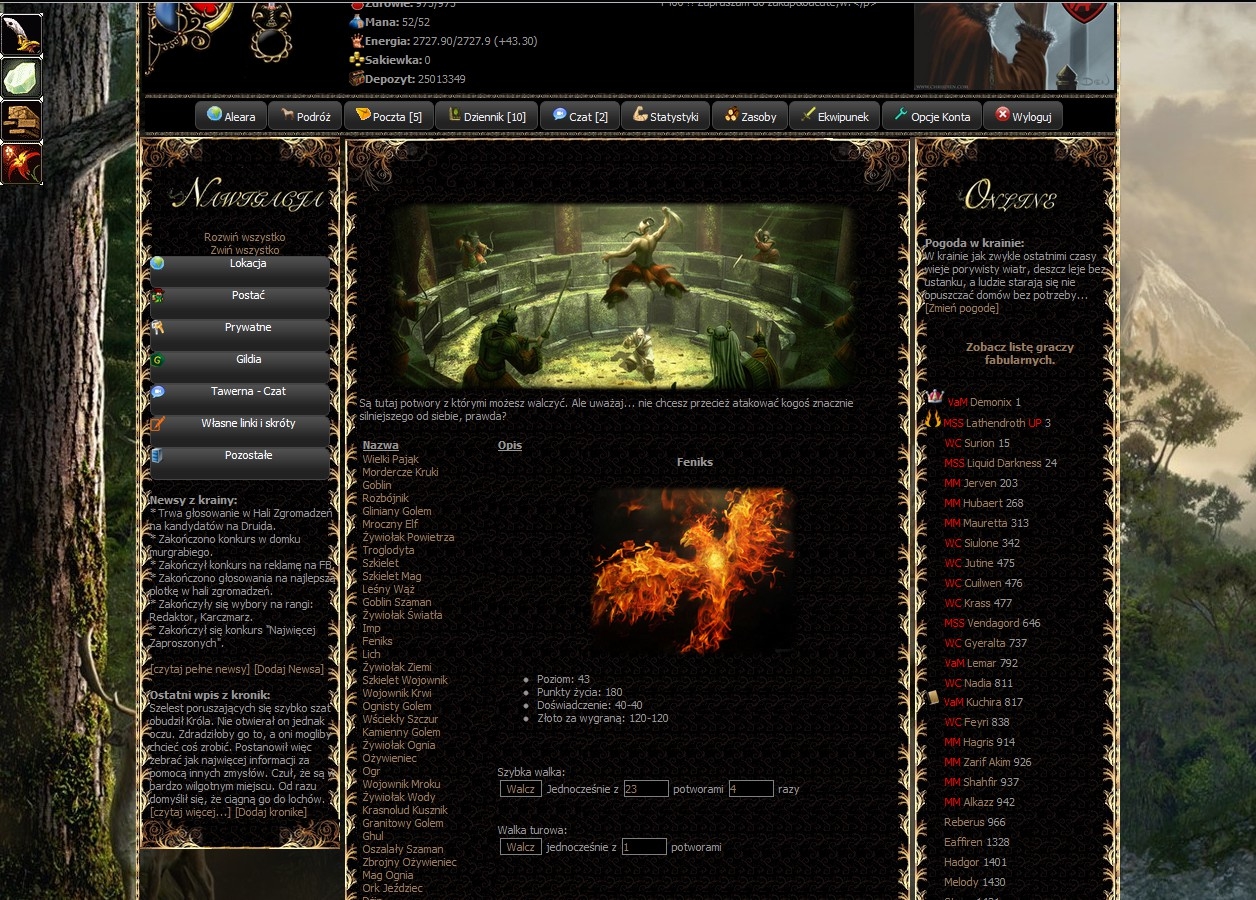 Zdrowie: 975/975
Mana: 52/52
Energia: 2727.90/2727.9 (+43.30)
Sakiewka: 0
Depozyt: 25013349
Aleara
Podróż
Poczta [5]
Dziennik [10]
Czat [2]
Statystyki
Zasoby
Ekwipunek
Opcje Konta
Wyloguj
Nawigacja
Rozwiń wszystko
Zwiń wszystko
Lokacja
Postać
Prywatne
Gildia
Tawerna - Czat
Własne linki i skróty
Pozostałe
Newsy z krainy:
* Trwa głosowanie w Hali Zgromadzeń
na kandydatów na Druida.
* Zakończono konkurs w domku
murgrabiego.
* Zakończył konkurs na reklamę na FB.
* Zakończono głosowania na najlepszą
plotkę w hali zgromadzeń.
* Zakończyły się wybory na rangi:
Redaktor, Karczmarz.
* Zakończył się konkurs "Najwięcej
Zaproszonych".
[czytaj pełne newsy] [Dodaj Newsa]
Ostatni wpis z kronik:
Szelest poruszających się szybko szat
obudził Króla. Nie otwierał on jednak
oczu. Zdradziłoby go to, a oni mogliby
chcieć coś zrobić. Postanowił więc
zebrać jak najwięcej informacji za
pomocą innych zmysłów. Czuł, że są w
bardzo wilgotnym miejscu. Od razu
domyślił się, że ciągną go do lochów.
[czytaj więcej...] [Dodaj kronike]
Są tutaj potwory z którymi możesz walczyć. Ale uważaj... nie chcesz przecież atakować kogoś znacznie
silniejszego od siebie, prawda?
Nazwa
Wielki Pająk
Mordercze Kruki
Goblin
Rozbójnik
Gliniany Golem
Mroczny Elf
Żywiołak Powietrza
Troglodyta
Szkielet
Szkielet Mag
Leśny Wąż
Goblin Szaman
Żywiołak Światła
Imp
Feniks
Lich
Żywiołak Ziemi
Szkielet Wojownik
Wojownik Krwi
Ognisty Golem
Wściekły Szczur
Kamienny Golem
Żywiołak Ognia
Ożywieniec
Ogr
Wojownik Mroku
Żywiołak Wody
Krasnolud Kusznik
Granitowy Golem
Ghul
Oszalały Szaman
Zbrojny Ożywieniec
Mag Ognia
Ork Jeździec
Opis
Feniks
Poziom: 43
Punkty życia: 180
Doświadczenie: 40-40
Złoto za wygraną: 120-120
Szybka walka:
Walcz Jednocześnie z 23 potworami 4 razy
Walka turowa:
Walcz jednocześnie z 1 potworami
Online
Pogoda w krainie:
W krainie jak zwykle ostatnimi czasy
wieje porywisty wiatr, deszcz leje bez
ustanku, a ludzie starają się nie
opuszczać domów bez potrzeby...
[Zmień pogodę]
Zobacz listę graczy
fabularnych.
VaM Demonix 1
MSS Lathendroth UP 3
WC Surion 15
MSS Liquid Darkness 24
MM Jerven 203
MM Hubaert 268
MM Mauretta 313
WC Siulone 342
WC Jutine 475
WC Cuilwen 476
WC Krass 477
MSS Vendagord 646
WC Gyeralta 737
VaM Lemar 792
WC Nadia 811
VaM Kuchira 817
WC Feyri 838
MM Hagris 914
MM Zarif Akim 926
MM Shahfir 937
MM Alkazz 942
Reberus 966
Eaffiren 1328
Hadgor 1401
Melody 1430